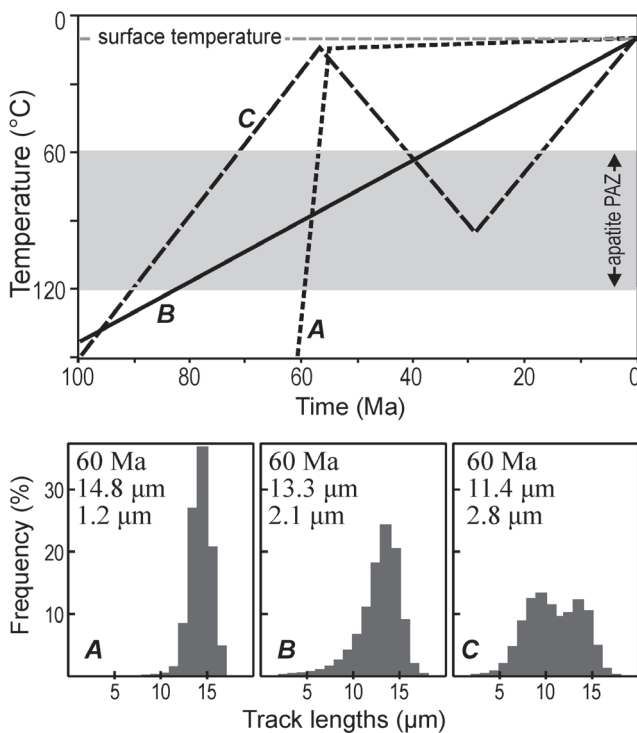 0
surface temperature
C
60
apatite PAZ
120
B
A
Temperature (°C)
100
80
60
40
20
0
Time (Ma)
60 Ma
14.8 µm
1.2 µm
60 Ma
13.3 µm
2.1 µm
60 Ma
11.4 µm
2.8 µm
30
20
10
Frequency (%)
A
B
C
5
10
15
5
10
15
5
10
15
Track lengths (µm)